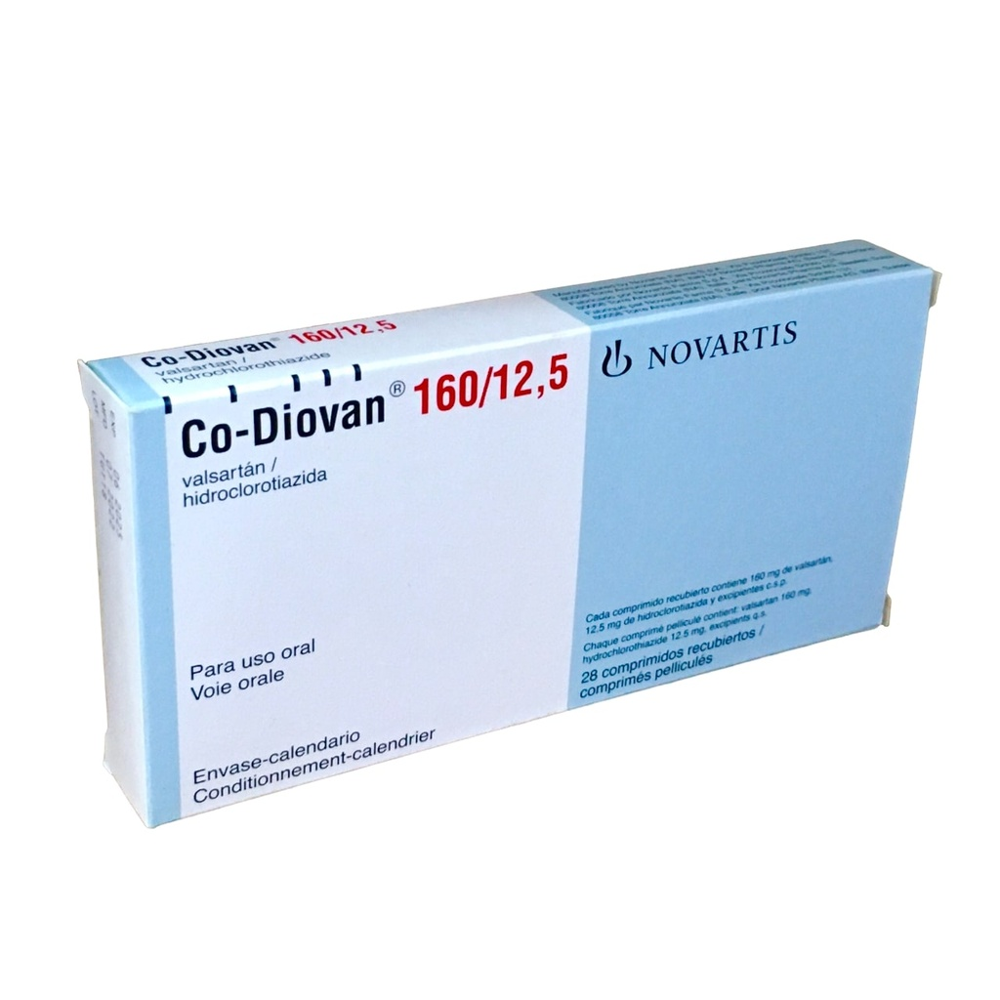 Co-Diovan® 160/12,5
valsartan /
hydrochlorothiazide
Co-Diovan® 160/12,5
valsartán /
hidroclorotiazida
Para uso oral
Voie orale
Envase-calendario
Conditionnement-calendrier
NOVARTIS
Cada comprimido recubierto contiene 160 mg de valsartán,
12.5 mg de hidroclorotiazida y excipientes c.s.p.
Chaque comprimé pelliculé contient: valsartan 160 mg,
hydrochlorothiazide 12.5 mg, excipients q.s.
28 comprimidos recubiertos /
comprimés pelliculés
EXP